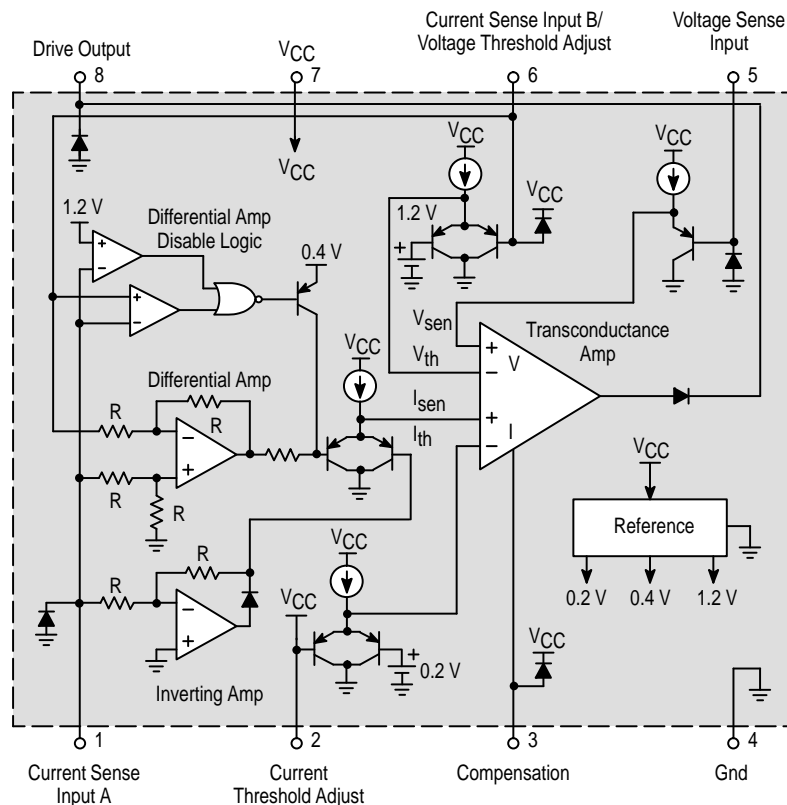 Current Sense Input B/
Voltage Threshold Adjust
Voltage Sense
Input
Drive Output
VCC
8
7
6
5
VCC
VCC
VCC
VCC
1.2 V
Differential Amp
Disable Logic
1.2 V
VCC
+
+
-
0.4 V
+
-
Vsen
Transconductance
Amp
VCC
Vth
+
V
-
Differential Amp
Isen
R
R
-
Ith
+
I
-
VCC
+
R
R
Reference
R
R
VCC
0.2 V
0.4 V
1.2 V
VCC
-
VCC
+
+
0.2 V
Inverting Amp
1
2
3
4
Current Sense
Input A
Current
Threshold Adjust
Compensation
Gnd